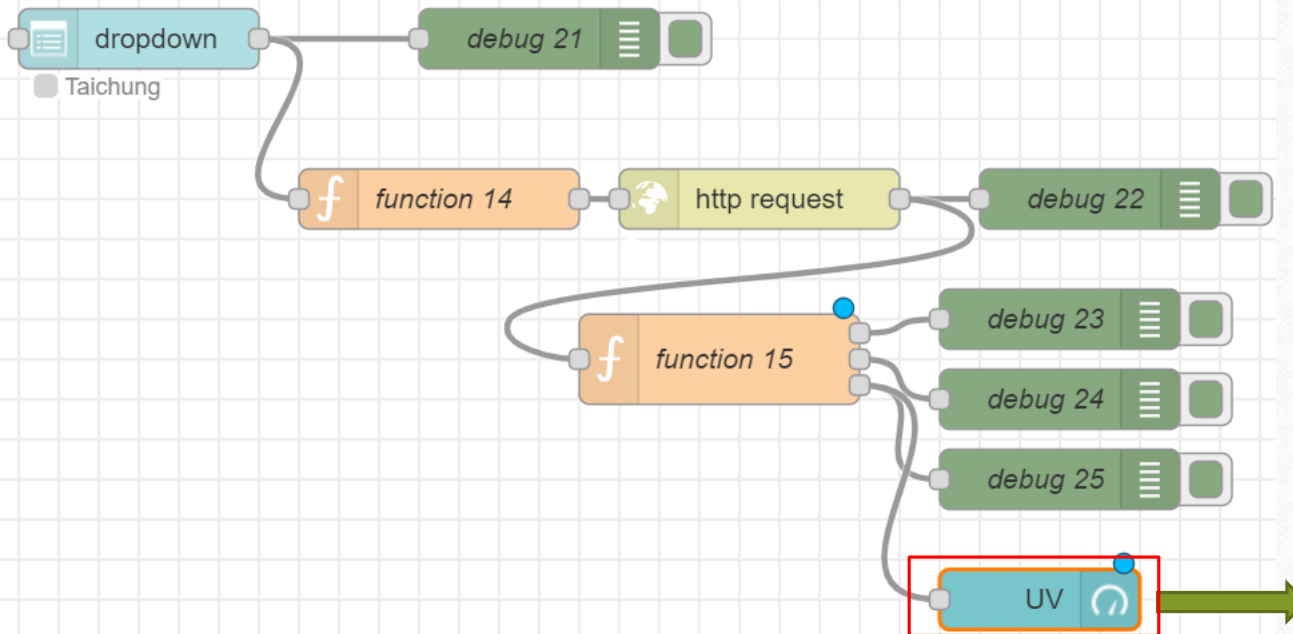 dropdown
debug 21
Taichung
function 14
http request
debug 22
function 15
debug 23
debug 24
debug 25
UV